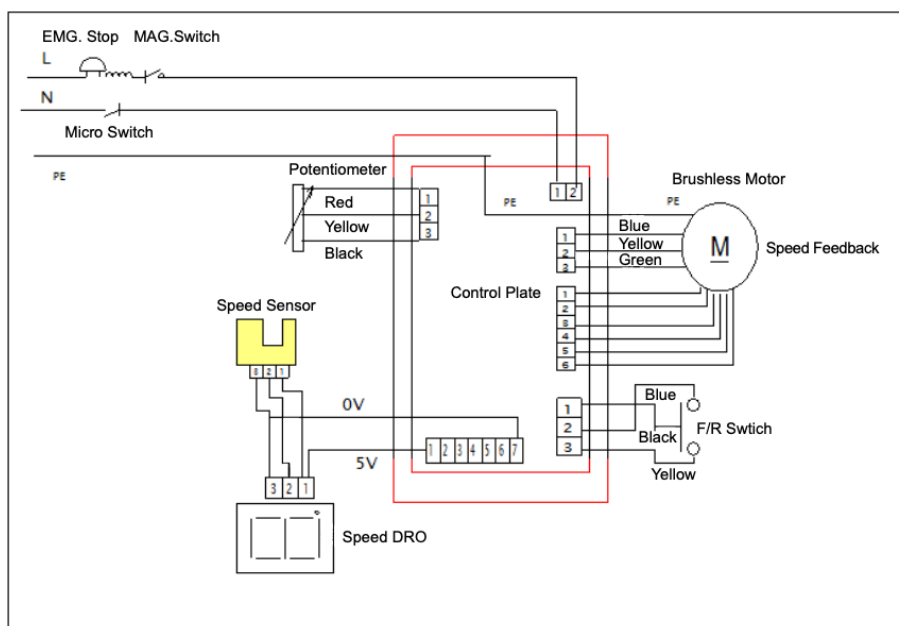 EMG. Stop MAG.Switch
L
N
Micro Switch
PE
Potentiometer
Red
Yellow
Black
1
2
3
1 2
PE
Brushless Motor
PE
Blue
Yellow
Green
1
2
3
M
Speed Feedback
Control Plate
1
2
3
4
5
6
Speed Sensor
8 2 1
0V
5V
1 2 3 4 5 6 7
1
2
3
Blue
Black
Yellow
F/R Swtich
3 2 1
Speed DRO